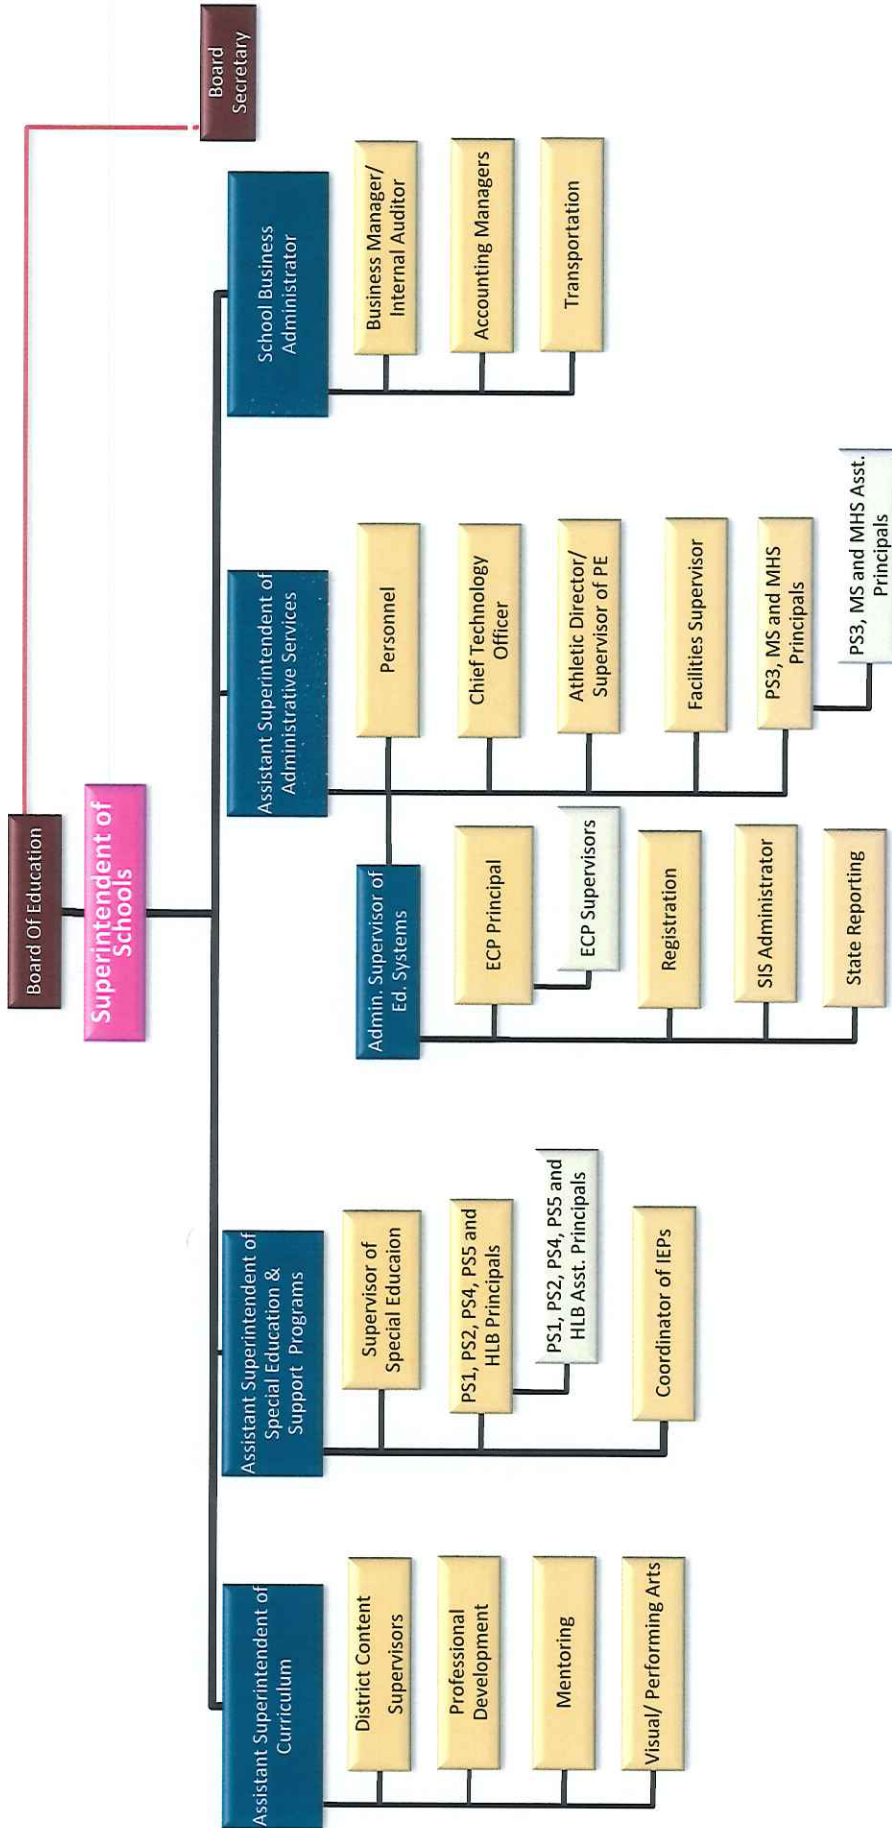 Board Of Education
Superintendent of
Schools
Board
Secretary
Assistant Superintendent of
Curriculum
District Content
Supervisors
Professional
Development
Mentoring
Visual/ Performing Arts
Assistant Superintendent of
Special Education &
Support Programs
Supervisor of
Special Educaion
PS1, PS2, PS4, PS5 and
HLB Principals
PS1, PS2, PS4, PS5 and
HLB Asst. Principals
Coordinator of IEPs
Assistant Superintendent of
Administrative Services
Admin. Supervisor of
Ed. Systems
ECP Principal
ECP Supervisors
Registration
SIS Administrator
State Reporting
Personnel
Chief Technology
Officer
Athletic Director/
Supervisor of PE
Facilities Supervisor
PS3, MS and MHS
Principals
PS3, MS and MHS Asst.
Principals
School Business
Administrator
Business Manager/
Internal Auditor
Accounting Managers
Transportation